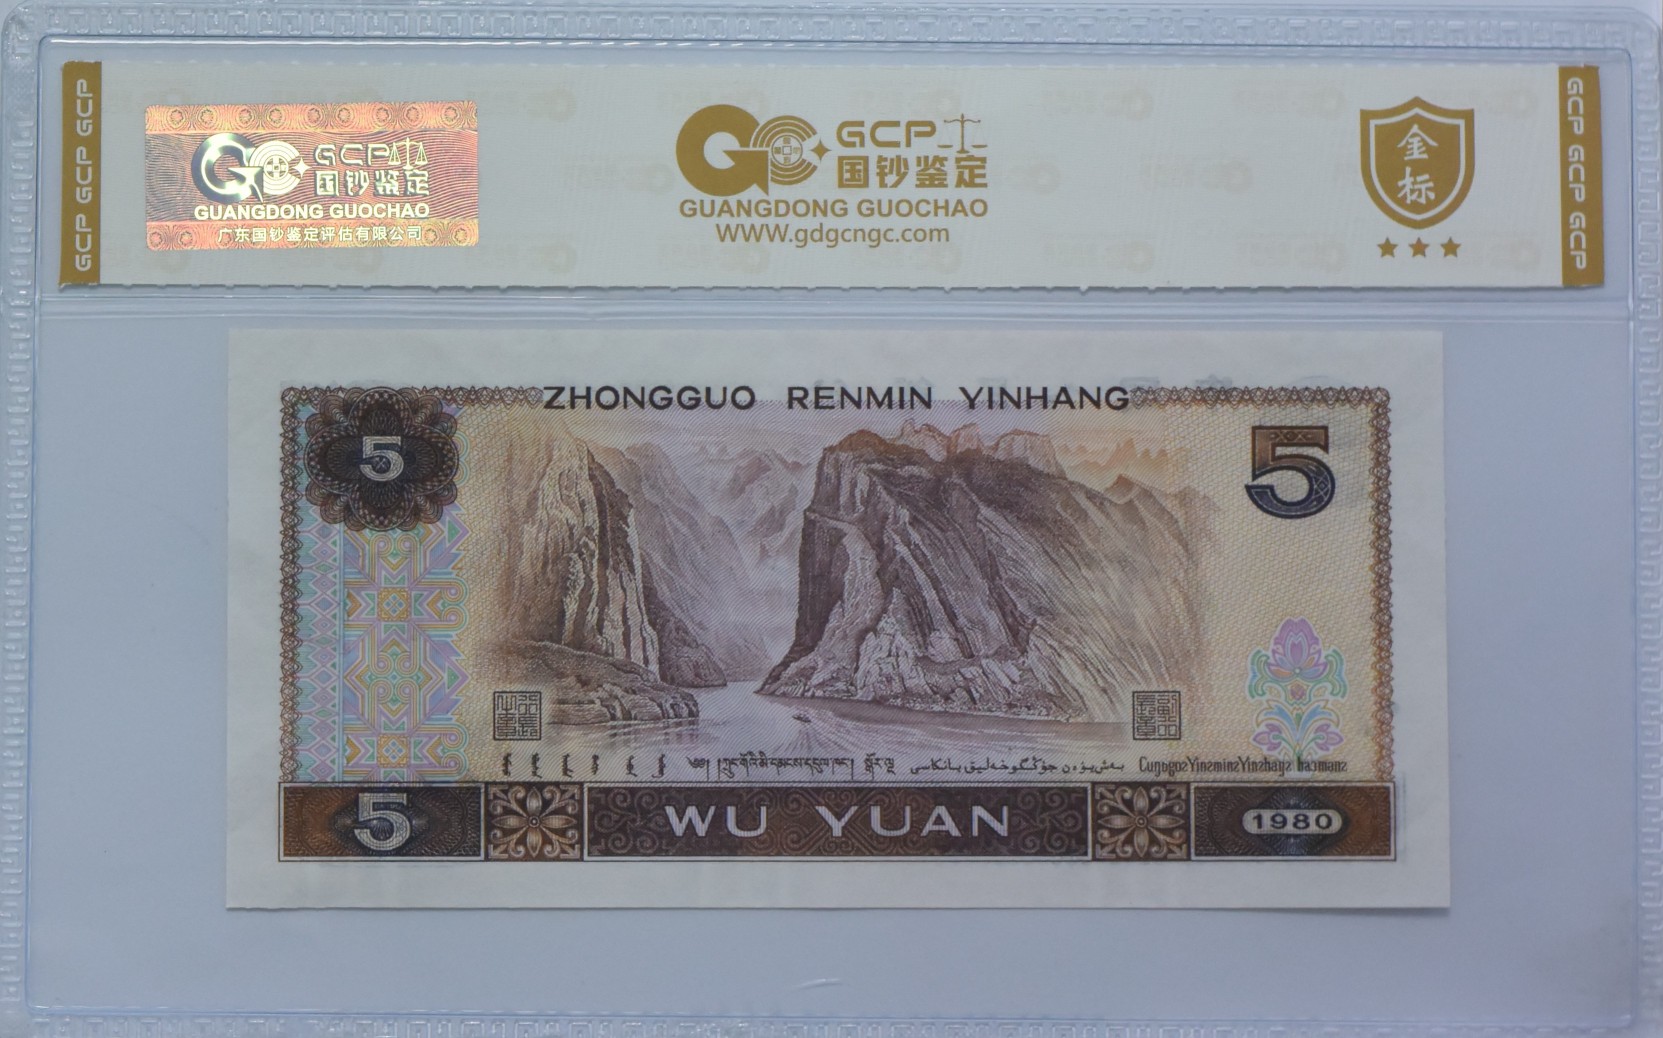 GCP GCP GCP
GCP
国钞鉴定
GUANGDONG GUOCHAO
广东国钞鉴定评估有限公司
GCP
国钞鉴定
GUANGDONG GUOCHAO
WWW.gdgcngc.com
金标
GCP GCP GCP
ZHONGGUO RENMIN YINHANG
5
5
5
WU YUAN
1980